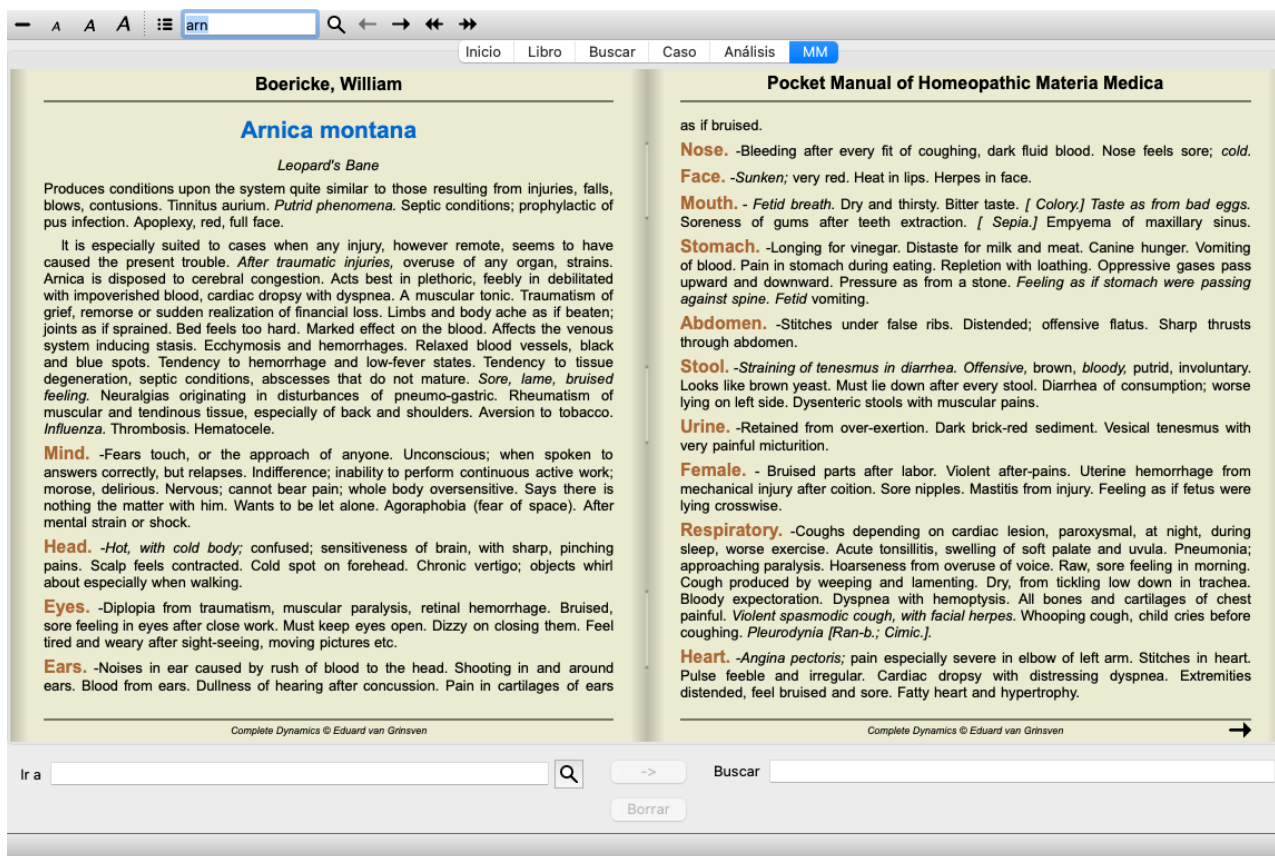 A A A arn
Inicio Libro Buscar Caso Análisis MM
Boericke, William
Arnica montana
Leopard's Bane
Produces conditions upon the system quite similar to those resulting from injuries, falls,
blows, contusions. Tinnitus aurium. Putrid phenomena. Septic conditions; prophylactic of
pus infection. Apoplexy, red, full face.
It is especially suited to cases when any injury, however remote, seems to have
caused the present trouble. After traumatic injuries, overuse of any organ, strains.
Arnica is disposed to cerebral congestion. Acts best in plethoric, feebly in debilitated
with impoverished blood, cardiac dropsy with dyspnea. A muscular tonic. Traumatism of
grief, remorse or sudden realization of financial loss. Limbs and body ache as if beaten;
joints as if sprained. Bed feels too hard. Marked effect on the blood. Affects the venous
system inducing stasis. Ecchymosis and hemorrhages. Relaxed blood vessels, black
and blue spots. Tendency to hemorrhage and low-fever states. Tendency to tissue
degeneration, septic conditions, abscesses that do not mature. Sore, lame, bruised
feeling. Neuralgias originating in disturbances of pneumo-gastric. Rheumatism of
muscular and tendinous tissue, especially of back and shoulders. Aversion to tobacco.
Influenza. Thrombosis. Hematocele.
Mind. -Fears touch, or the approach of anyone. Unconscious; when spoken to
answers correctly, but relapses. Indifference; inability to perform continuous active work;
morose, delirious. Nervous; cannot bear pain; whole body oversensitive. Says there is
nothing the matter with him. Wants to be let alone. Agoraphobia (fear of space). After
mental strain or shock.
Head. -Hot, with cold body; confused; sensitiveness of brain, with sharp, pinching
pains. Scalp feels contracted. Cold spot on forehead. Chronic vertigo; objects whirl
about especially when walking.
Eyes. -Diplopia from traumatism, muscular paralysis, retinal hemorrhage. Bruised,
sore feeling in eyes after close work. Must keep eyes open. Dizzy on closing them. Feel
tired and weary after sight-seeing, moving pictures etc.
Ears. -Noises in ear caused by rush of blood to the head. Shooting in and around
ears. Blood from ears. Dullness of hearing after concussion. Pain in cartilages of ears
Complete Dynamics © Eduard van Grinsven
Pocket Manual of Homeopathic Materia Medica
as if bruised.
Nose. -Bleeding after every fit of coughing, dark fluid blood. Nose feels sore; cold.
Face. -Sunken; very red. Heat in lips. Herpes in face.
Mouth. - Fetid breath. Dry and thirsty. Bitter taste. [ Colory.] Taste as from bad eggs.
Soreness of gums after teeth extraction. [ Sepia.] Empyema of maxillary sinus.
Stomach. -Longing for vinegar. Distaste for milk and meat. Canine hunger. Vomiting
of blood. Pain in stomach during eating. Repletion with loathing. Oppressive gases pass
upward and downward. Pressure as from a stone. Feeling as if stomach were passing
against spine. Fetid vomiting.
Abdomen. -Stitches under false ribs. Distended; offensive flatus. Sharp thrusts
through abdomen.
Stool. -Straining of tenesmus in diarrhea. Offensive, brown, bloody, putrid, involuntary.
Looks like brown yeast. Must lie down after every stool. Diarrhea of consumption; worse
lying on left side. Dysenteric stools with muscular pains.
Urine. -Retained from over-exertion. Dark brick-red sediment. Vesical tenesmus with
very painful micturition.
Female. - Bruised parts after labor. Violent after-pains. Uterine hemorrhage from
mechanical injury after coition. Sore nipples. Mastitis from injury. Feeling as if fetus were
lying crosswise.
Respiratory. -Coughs depending on cardiac lesion, paroxysmal, at night, during
sleep, worse exercise. Acute tonsillitis, swelling of soft palate and uvula. Pneumonia;
approaching paralysis. Hoarseness from overuse of voice. Raw, sore feeling in morning.
Cough produced by weeping and lamenting. Dry, from tickling low down in trachea.
Bloody expectoration. Dyspnea with hemoptysis. All bones and cartilages of chest
painful. Violent spasmodic cough, with facial herpes. Whooping cough, child cries before
coughing. Pleurodynia [Ran-b.; Cimic.].
Heart. -Angina pectoris; pain especially severe in elbow of left arm. Stitches in heart.
Pulse feeble and irregular. Cardiac dropsy with distressing dyspnea. Extremities
distended, feel bruised and sore. Fatty heart and hypertrophy.
Complete Dynamics © Eduard van Grinsven
Ir a -> Buscar
Borrar